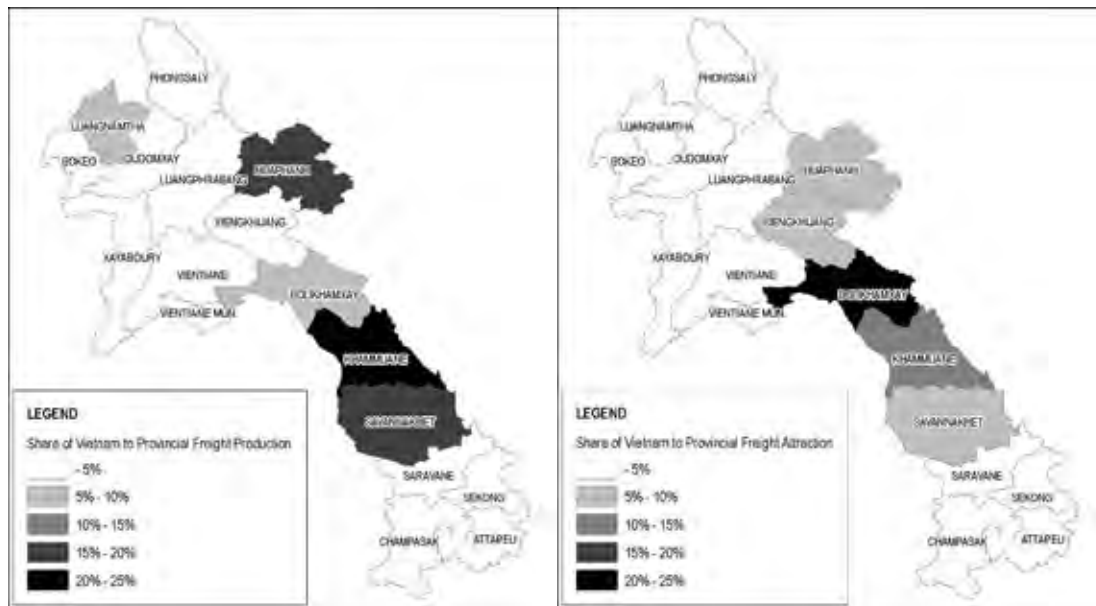 PHONGSALY
LUANGNAMTHA
BOKEO
OUDOMXAY
HUAPHANH
LUANGPHRABANG
XIENGKHUANG
XAYABOURY
VIENTIANE
BOLIKHAMXAY
VIENTIANE MUN.
KHAMMUANE
SAVANNAKHET
SARAVANE
SEKONG
CHAMPASAK
ATTAPEU
LEGEND
Share of Vietnam to Provincial Freight Production
- 5%
5% - 10%
10% - 15%
15% - 20%
20% - 25%
PHONGSALY
LUANGNAMTHA
BOKEO
OUDOMXAY
HUAPHANH
LUANGPHRABANG
XIENGKHUANG
XAYABOURY
VIENTIANE
BOLIKHAMXAY
VIENTIANE MUN.
KHAMMUANE
SAVANNAKHET
SARAVANE
SEKONG
CHAMPASAK
ATTAPEU
LEGEND
Share of Vietnam to Provincial Freight Attraction
- 5%
5% - 10%
10% - 15%
15% - 20%
20% - 25%